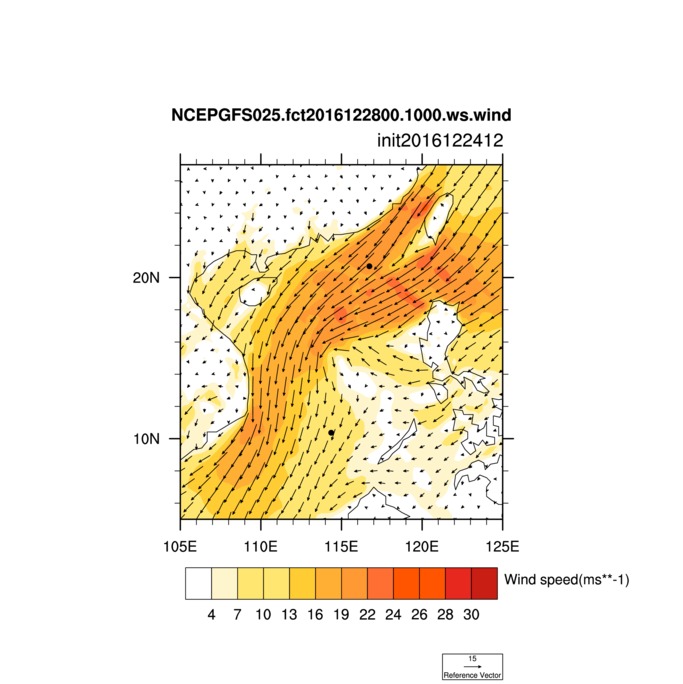 NCEPGFS025.fct2016122800.1000.ws.wind
init2016122412
20N
10N
105E 110E 115E 120E 125E
Wind speed(ms**-1)
4 7 10 13 16 19 22 24 26 28 30
15
Reference Vector